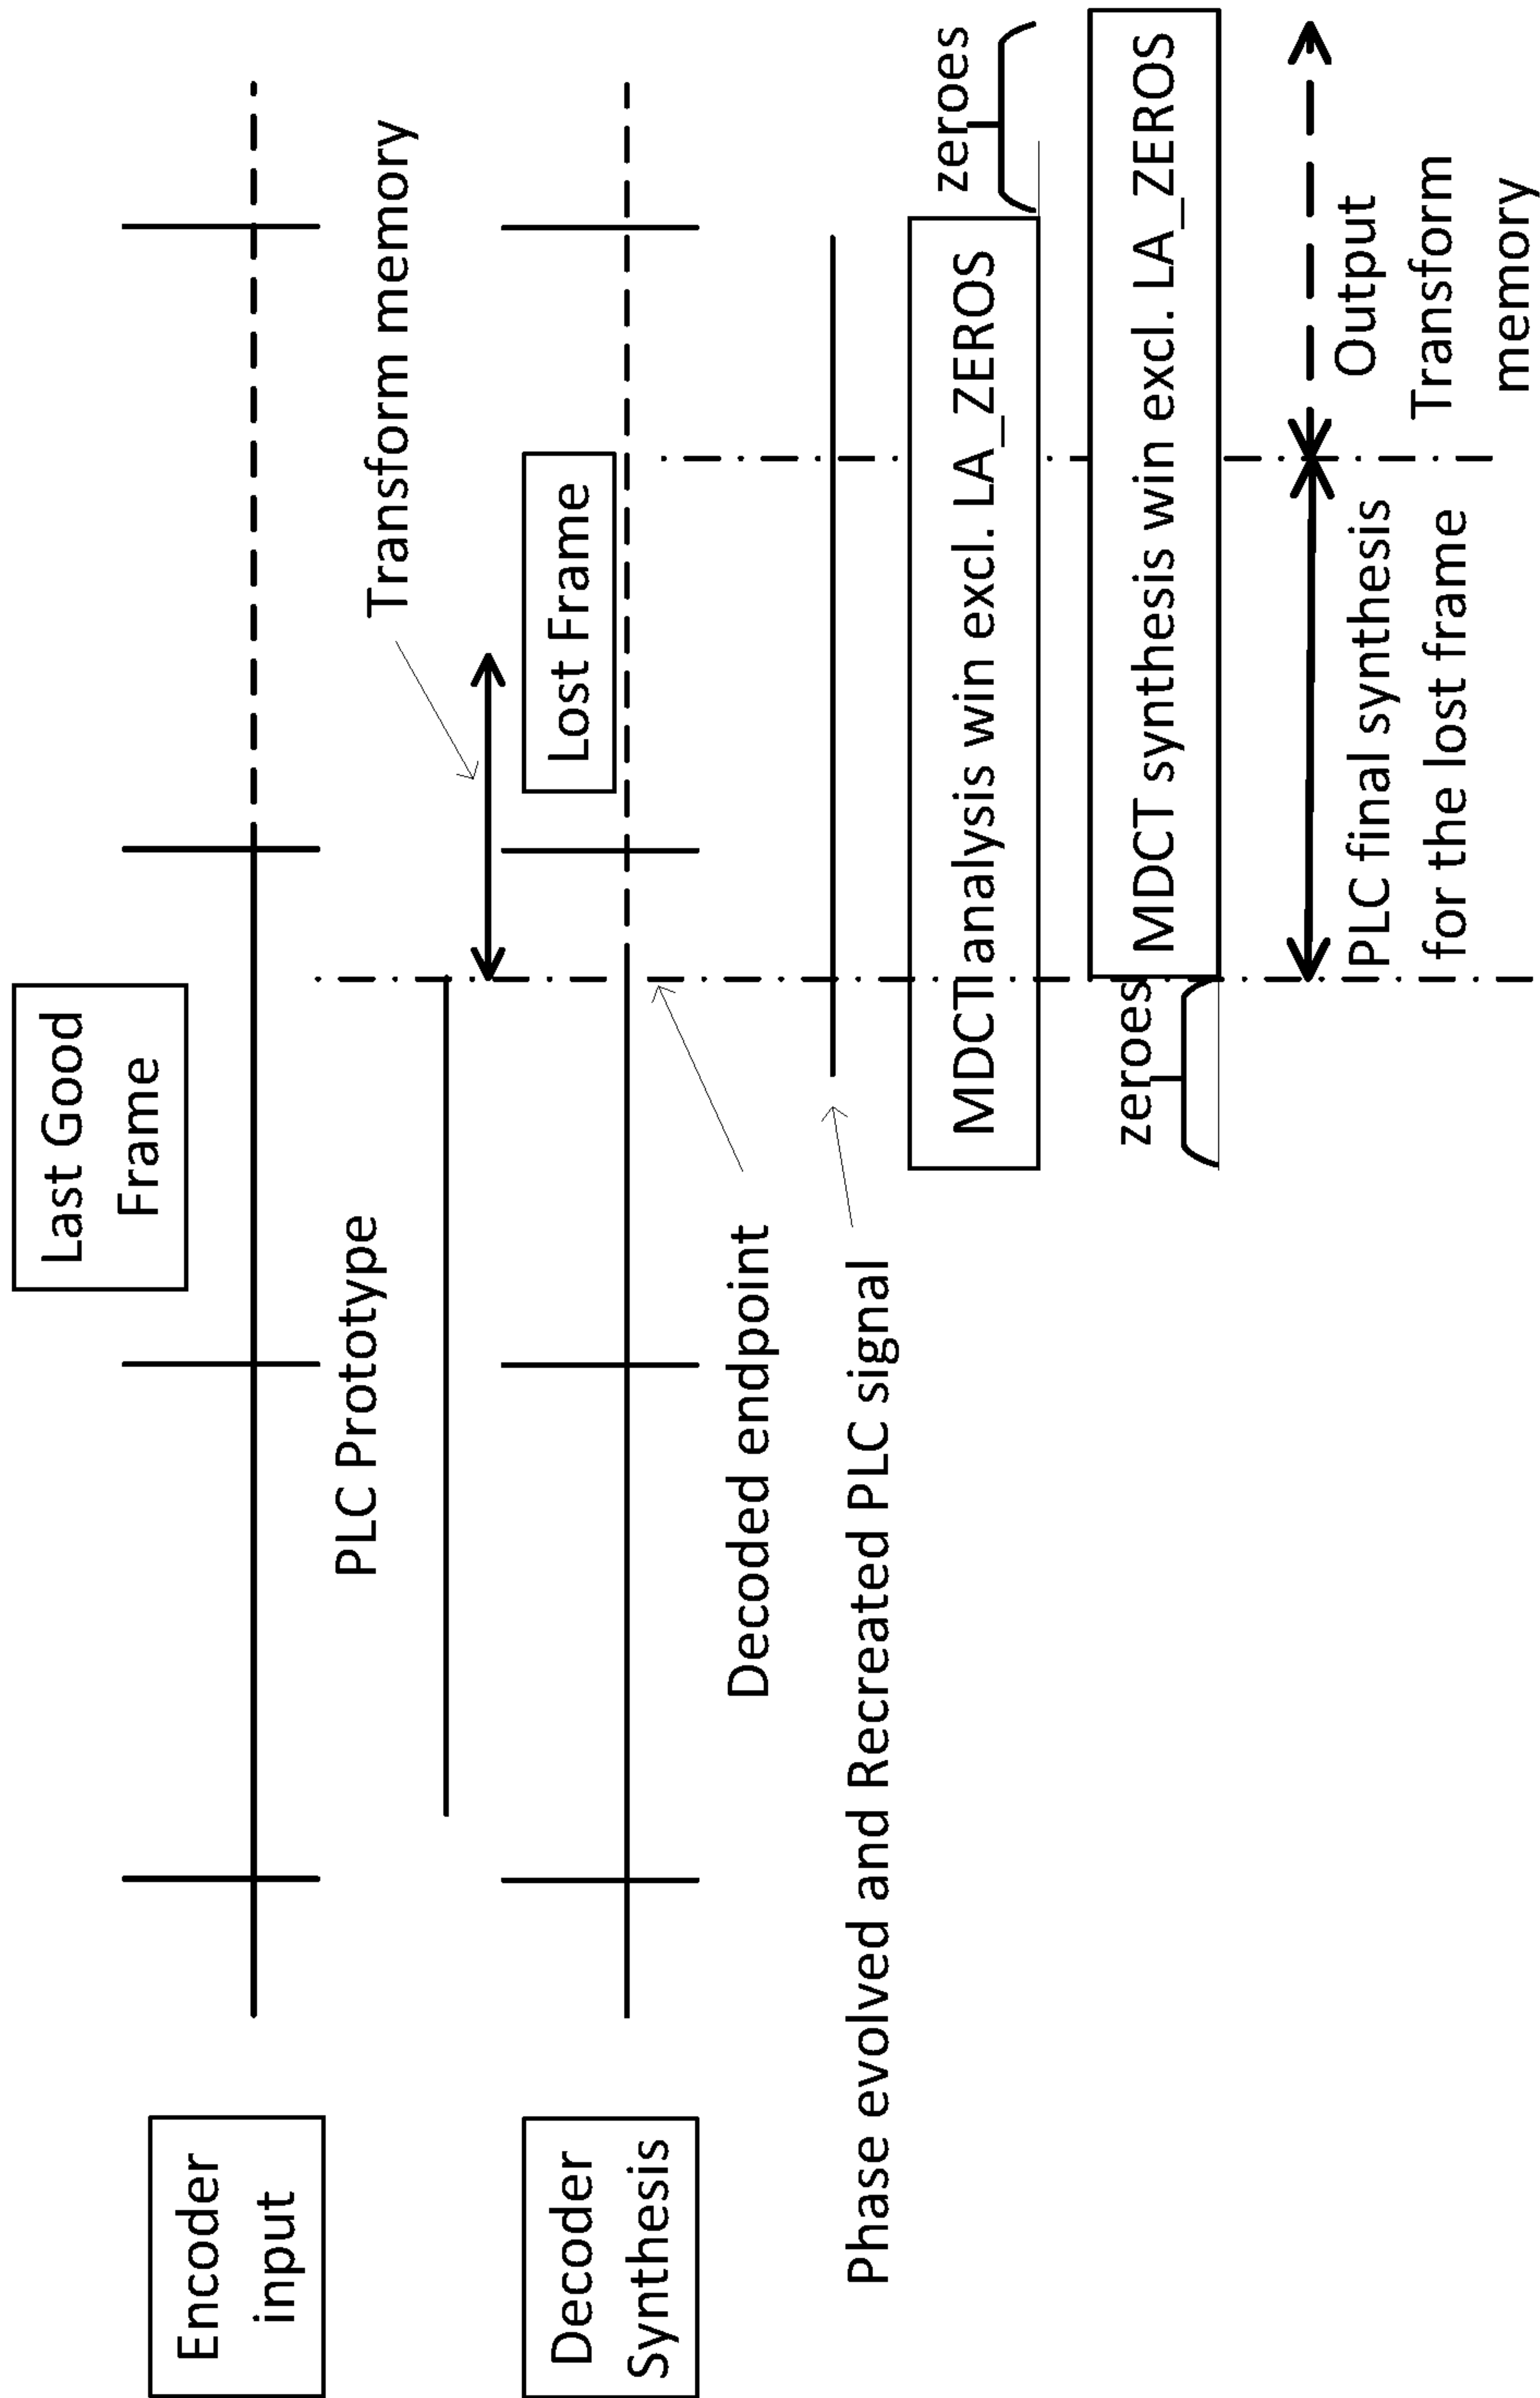 Last Good
Frame
Encoder
input
PLC Prototype
Transform memory
Lost Frame
Decoder
Synthesis
Decoded endpoint
Phase evolved and Recreated PLC signal
zeroes
MDCT analysis win excl. LA_ZEROS
zeroes
MDCT synthesis win excl. LA_ZEROS
PLC final synthesis
for the lost frame
Output
Transform
memory